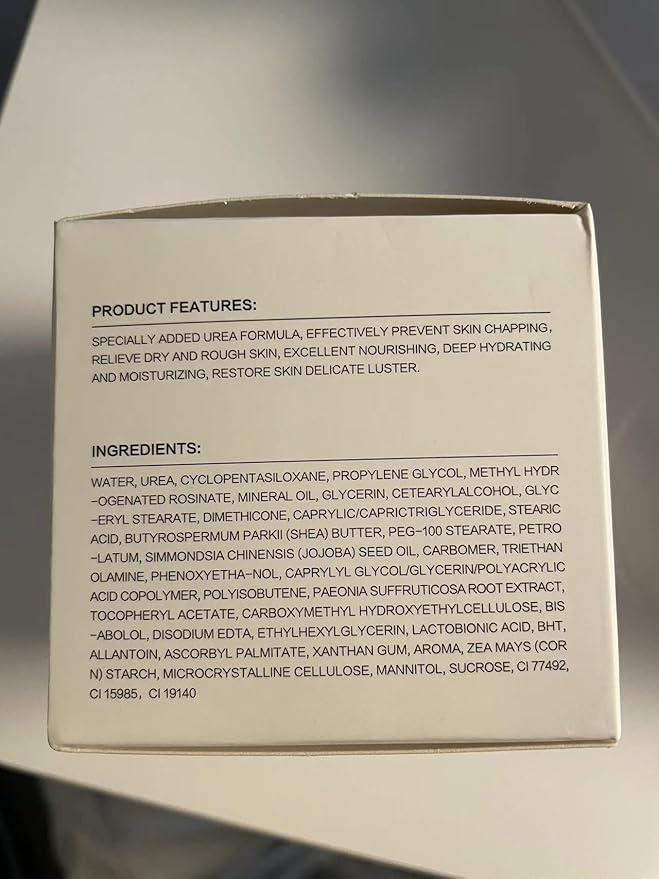 PRODUCT FEATURES:
SPECIALLY ADDED UREA FORMULA, EFFECTIVELY PREVENT SKIN CHAPPING,
RELIEVE DRY AND ROUGH SKIN, EXCELLENT NOURISHING, DEEP HYDRATING
AND MOISTURIZING, RESTORE SKIN DELICATE LUSTER.
INGREDIENTS:
WATER, UREA, CYCLOPENTASILOXANE, PROPYLENE GLYCOL, METHYL HYDR
-OGENATED ROSINATE, MINERAL OIL, GLYCERIN, CETEARYLALCOHOL, GLYC
-ERYL STEARATE, DIMETHICONE, CAPRYLIC/CAPRICTRIGLYCERIDE, STEARIC
ACID, BUTYROSPERMUM PARKII (SHEA) BUTTER, PEG-100 STEARATE, PETRO
-LATUM, SIMMONDSIA CHINENSIS (JOJOBA) SEED OIL, CARBOMER, TRIETHAN
OLAMINE, PHENOXYETHA-NOL, CAPRYLYL GLYCOL/GLYCERIN/POLYACRYLIC
ACID COPOLYMER, POLYISOBUTENE, PAEONIA SUFFRUTICOSA ROOT EXTRACT,
TOCOPHERYL ACETATE, CARBOXYMETHYL HYDROXYETHYLCELLULOSE, BIS
-ABOLOL, DISODIUM EDTA, ETHYLHEXYLGLYCERIN, LACTOBIONIC ACID, BHT,
ALLANTOIN, ASCORBYL PALMITATE, XANTHAN GUM, AROMA, ZEA MAYS (COR
N) STARCH, MICROCRYSTALLINE CELLULOSE, MANNITOL, SUCROSE, CI 77492,
CI 15985, CI 19140